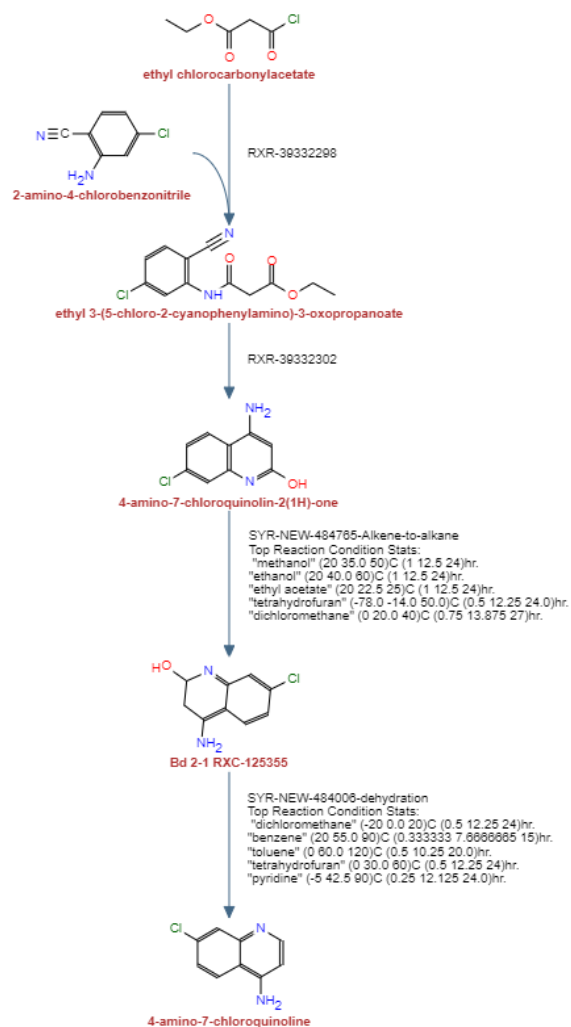 O
Cl
O
O
ethyl chlorocarbonylacetate
N≡C
Cl
H₂N
2-amino-4-chlorobenzonitrile
RXR-39332298
N
O
O
Cl
NH
O
ethyl 3-(5-chloro-2-cyanophenylamino)-3-oxopropanoate
RXR-39332302
NH₂
Cl
N
OH
4-amino-7-chloroquinolin-2(1H)-one
SYR-NEW-484765-Alkene-to-alkane
Top Reaction Condition Stats:
"methanol" (20 35.0 50)C (1 12.5 24)hr.
"ethanol" (20 40.0 60)C (1 12.5 24)hr.
"ethyl acetate" (20 22.5 25)C (1 12.5 24)hr.
"tetrahydrofuran" (-78.0 -14.0 50.0)C (0.5 12.25 24.0)hr.
"dichloromethane" (0 20.0 40)C (0.75 13.875 27)hr.
HO
N
Cl
NH₂
Bd 2-1 RXC-125355
SYR-NEW-484006-dehydration
Top Reaction Condition Stats:
"dichloromethane" (-20 0.0 20)C (0.5 12.25 24)hr.
"benzene" (20 55.0 90)C (0.333333 7.6666665 15)hr.
"toluene" (0 60.0 120)C (0.5 10.25 20.0)hr.
"tetrahydrofuran" (0 30.0 60)C (0.5 12.25 24)hr.
"pyridine" (-5 42.5 90)C (0.25 12.125 24.0)hr.
Cl
N
NH₂
4-amino-7-chloroquinoline